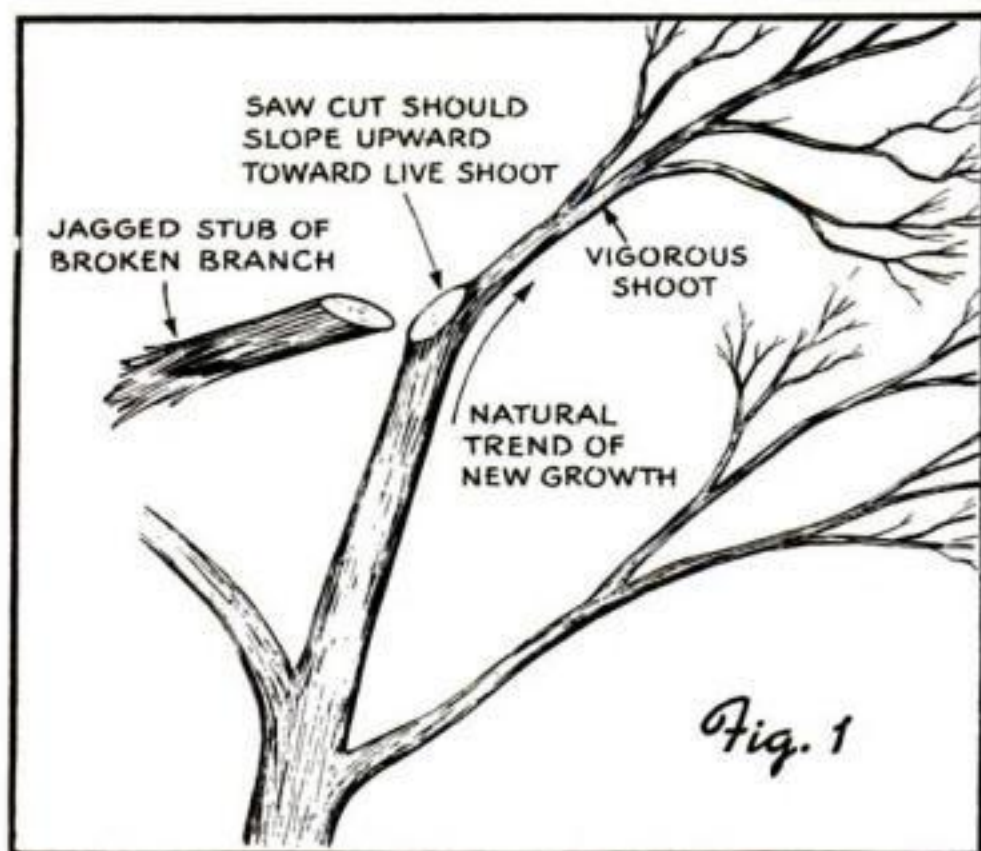 SAW CUT SHOULD
SLOPE UPWARD
TOWARD LIVE SHOOT
JAGGED STUB OF
BROKEN BRANCH
VIGOROUS
SHOOT
NATURAL
TREND OF
NEW GROWTH
Fig. 1